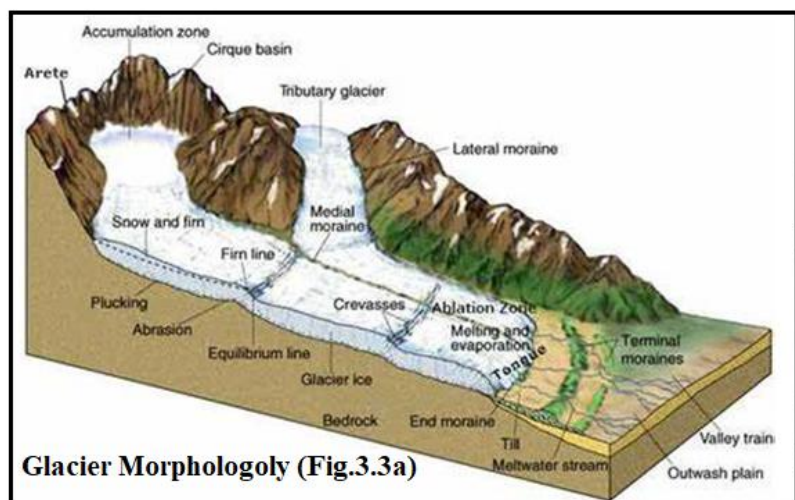 Accumulation zone
Cirque basin
Arete
Tributary glacier
Lateral moraine
Snow and firn
Medial
moraine
Firn line
Plucking
Crevasses
Ablation Zone
Abrasion
Melting and
evaporation
Terminal
moraines
Equilibrium line
Tongue
Glacier ice
Bedrock
End moraine
Till
Valley train
Meltwater stream
Outwash plain
Glacier Morphologoly (Fig.3.3a)